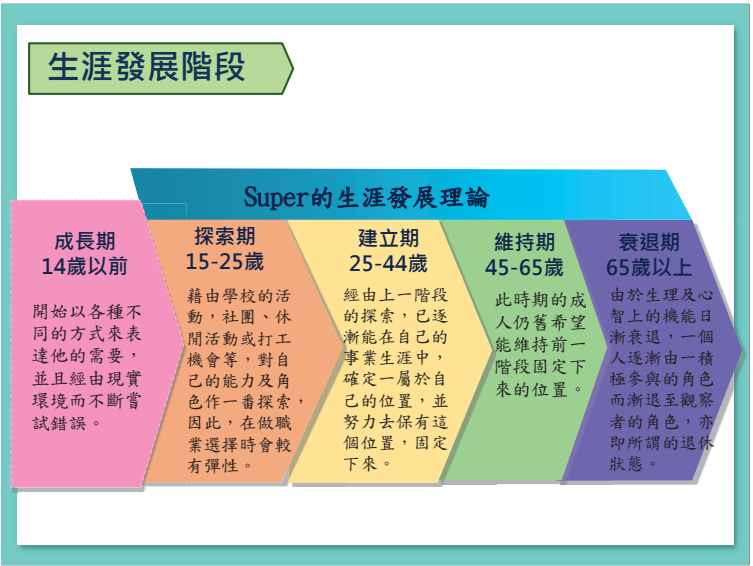 生涯發展階段
Super的生涯發展理論
成長期
14歲以前
開始以各種不
同的方式來表
達他的需要，
並且經由現實
環境而不斷嘗
試錯誤。
探索期
15-25歲
藉由學校的活
動，社團、休
閒活動或打工
機會等，對自
己的能力及角
色作一番探索，
因此，在做職
業選擇時會較
有彈性。
建立期
25-44歲
經由上一階段
的探索，已逐
漸能在自己的
事業生涯中，
確定一屬於自
己的位置，並
努力去保有這
個位置，固定
下來。
維持期
45-65歲
此時期的成
人仍舊希望
能維持前一
階段固定下
來的位置。
衰退期
65歲以上
由於生理及心
智上的機能日
漸衰退，一個
人逐漸由一積
極參與的角色
而漸退至觀察
者的角色，亦
即所謂的退休
狀態。